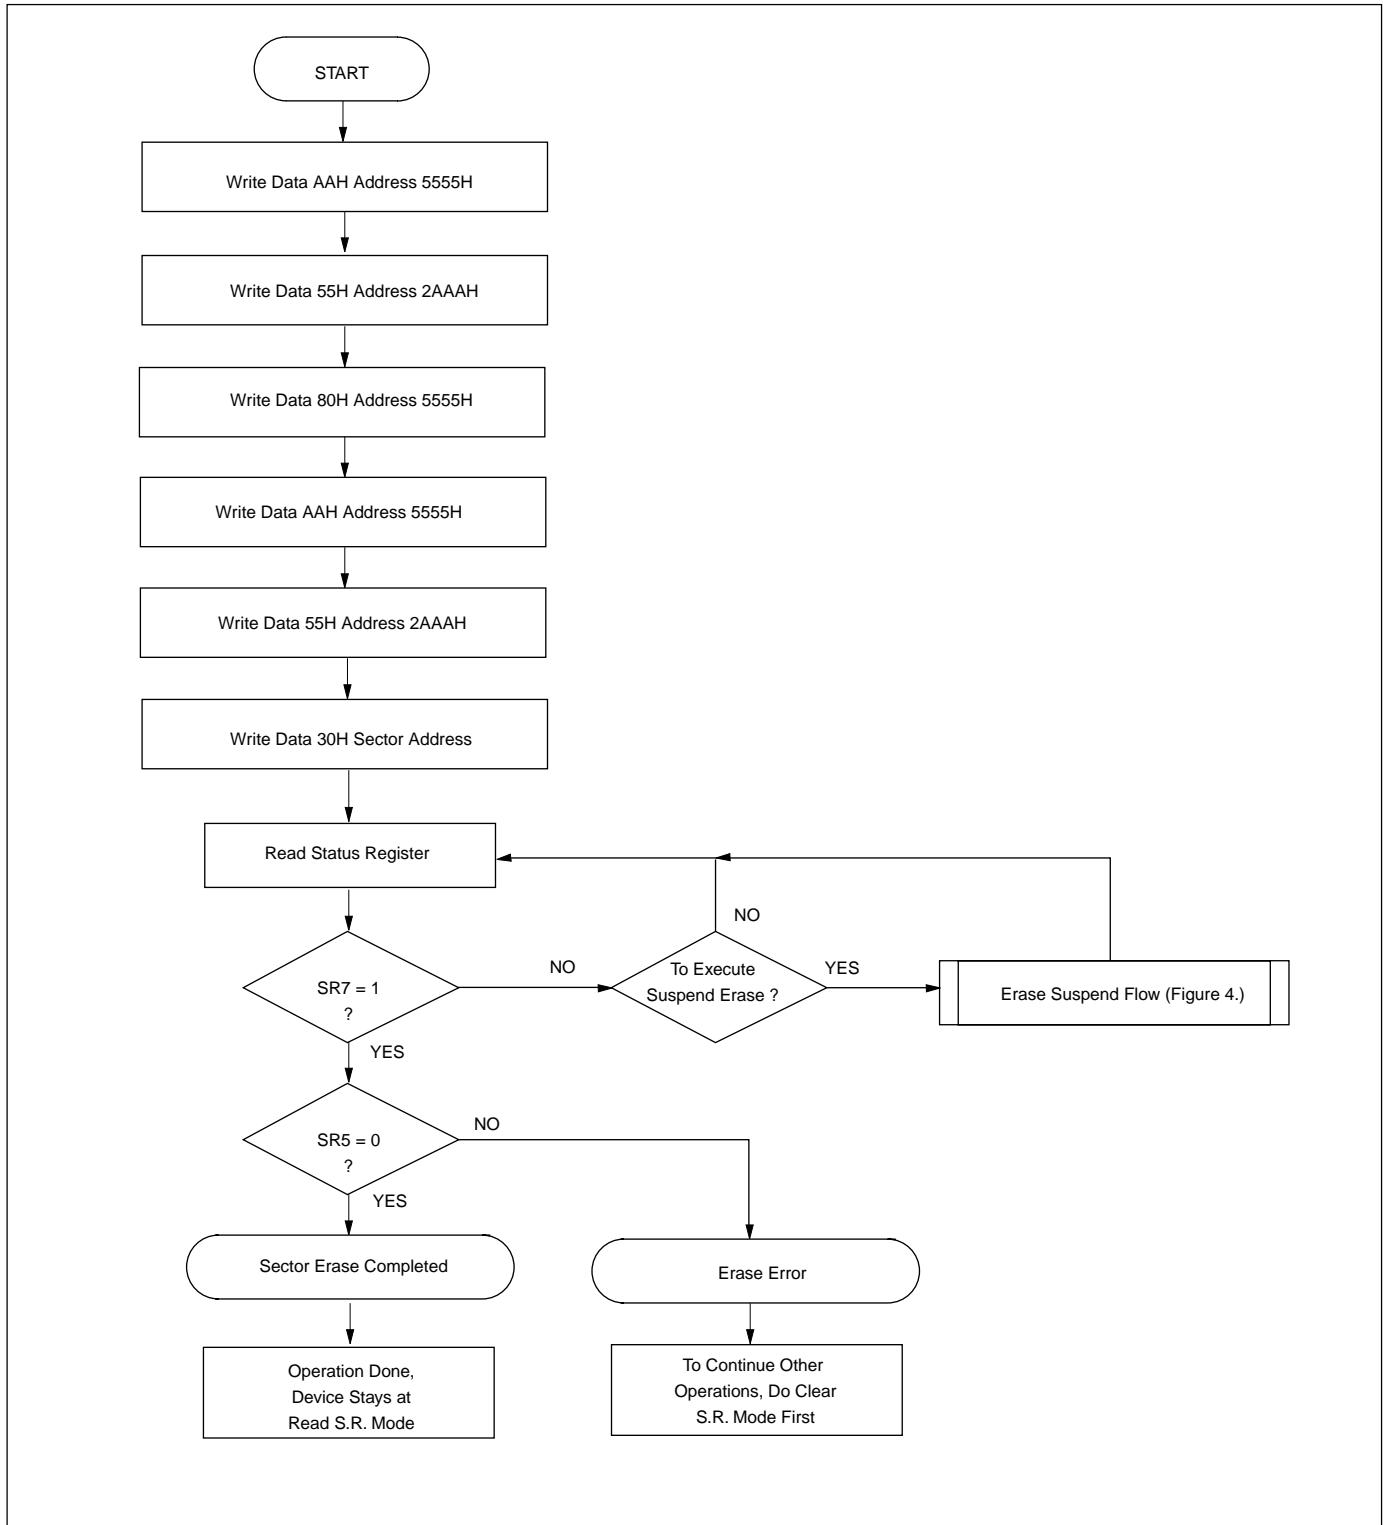 START
Write Data AAH Address 5555H
Write Data 55H Address 2AAAH
Write Data 80H Address 5555H
Write Data AAH Address 5555H
Write Data 55H Address 2AAAH
Write Data 30H Sector Address
Read Status Register
NO
SR7 = 1
?
NO
To Execute
Suspend Erase ?
YES
Erase Suspend Flow (Figure 4.)
YES
SR5 = 0
?
NO
YES
Sector Erase Completed
Erase Error
Operation Done,
Device Stays at
Read S.R. Mode
To Continue Other
Operations, Do Clear
S.R. Mode First